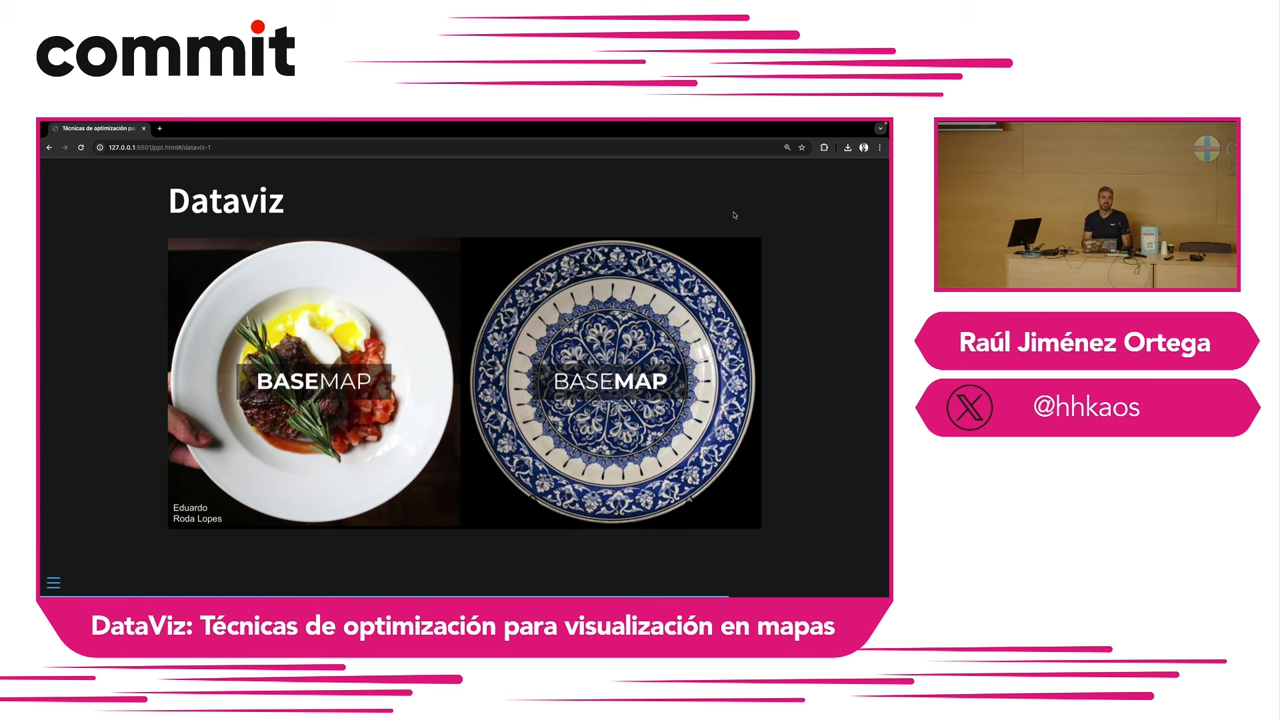 commit
Técnicas de optimización pa
127.0.0.1:5501/ppt.html#/dataviz-1
Dataviz
BASEMAP
BASEMAP
Eduardo
Roda Lopes
Raúl Jiménez Ortega
@hhkaos
DataViz: Técnicas de optimización para visualización en mapas